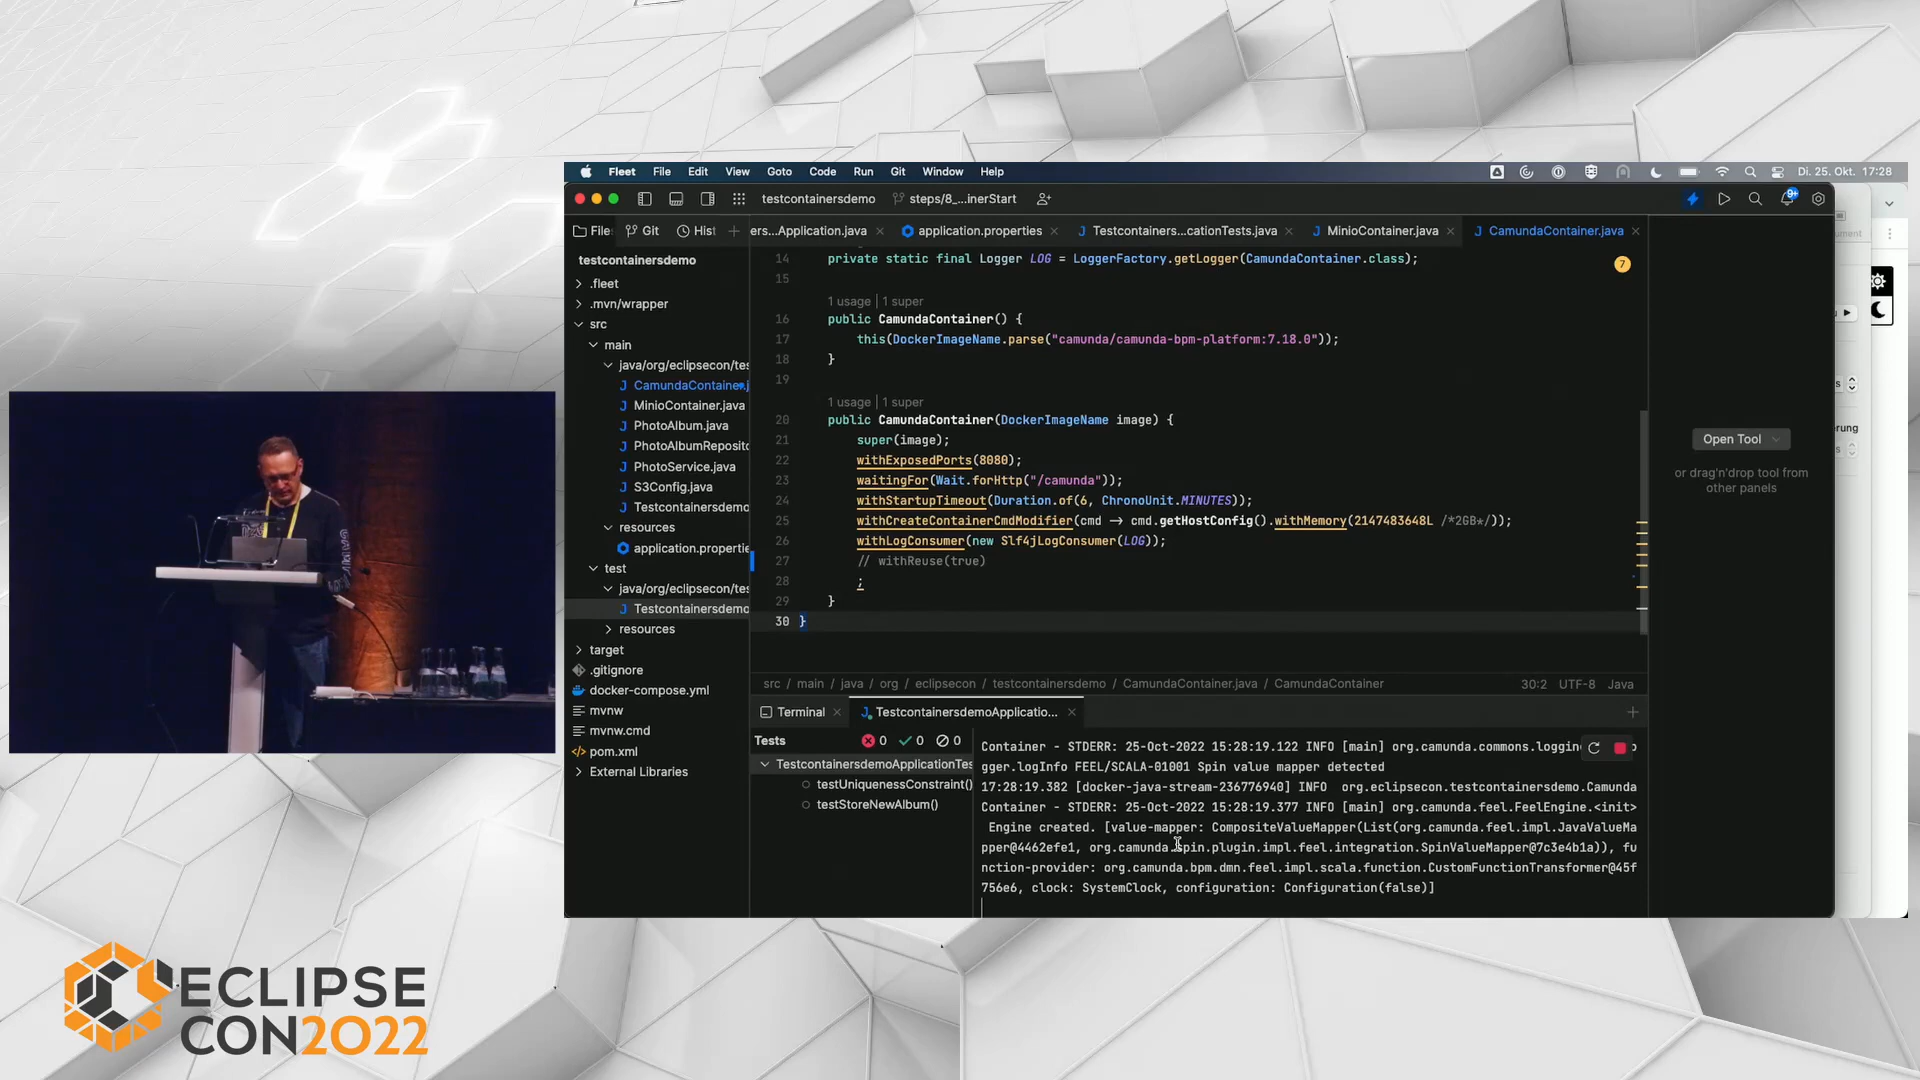 Fleet File Edit View Goto Code Run Git Window Help Di. 25. Okt. 17:28
testcontainersdemo steps/8_...inerStart 9+
File Git Hist
ers...Application.java application.properties Testcontainers...cationTests.java MinioContainer.java CamundaContainer.java
testcontainersdemo
.fleet
.mvn/wrapper
src
main
java/org/eclipsecon/tes
CamundaContainer.j
MinioContainer.java
PhotoAlbum.java
PhotoAlbumReposito
PhotoService.java
S3Config.java
Testcontainersdemo
resources
application.propertie
test
java/org/eclipsecon/tes
Testcontainersdemo
resources
target
.gitignore
docker-compose.yml
mvnw
mvnw.cmd
pom.xml
External Libraries
14 private static final Logger LOG = LoggerFactory.getLogger(CamundaContainer.class);
7
15
1 usage | 1 super
16 public CamundaContainer() {
17 this(DockerImageName.parse("camunda/camunda-bpm-platform:7.18.0"));
18 }
19
1 usage | 1 super
20 public CamundaContainer(DockerImageName image) {
21 super(image);
22 withExposedPorts(8080);
23 waitingFor(Wait.forHttp("/camunda"));
24 withStartupTimeout(Duration.of(6, ChronoUnit.MINUTES));
25 withCreateContainerCmdModifier(cmd → cmd.getHostConfig().withMemory(2147483648L /*2GB*/));
26 withLogConsumer(new Slf4jLogConsumer(LOG));
27 // withReuse(true)
28 ;
29 }
30 }
Open Tool
or drag'n'drop tool from
other panels
src / main / java / org / eclipsecon / testcontainersdemo / CamundaContainer.java / CamundaContainer 30:2 UTF-8 Java
Terminal TestcontainersdemoApplicatio...
Tests 0 0 0
TestcontainersdemoApplicationTes
testUniquenessConstraint()
testStoreNewAlbum()
Container - STDERR: 25-Oct-2022 15:28:19.122 INFO [main] org.camunda.commons.loggin
gger.logInfo FEEL/SCALA-01001 Spin value mapper detected
17:28:19.382 [docker-java-stream-236776940] INFO org.eclipsecon.testcontainersdemo.Camunda
Container - STDERR: 25-Oct-2022 15:28:19.377 INFO [main] org.camunda.feel.FeelEngine.<init>
Engine created. [value-mapper: CompositeValueMapper(List(org.camunda.feel.impl.JavaValueMa
pper@4462efe1, org.camunda.spin.plugin.impl.feel.integration.SpinValueMapper@7c3e4b1a)), fu
nction-provider: org.camunda.bpm.dmn.feel.impl.scala.function.CustomFunctionTransformer@45f
756e6, clock: SystemClock, configuration: Configuration(false)]
ECLIPSE
CON2022